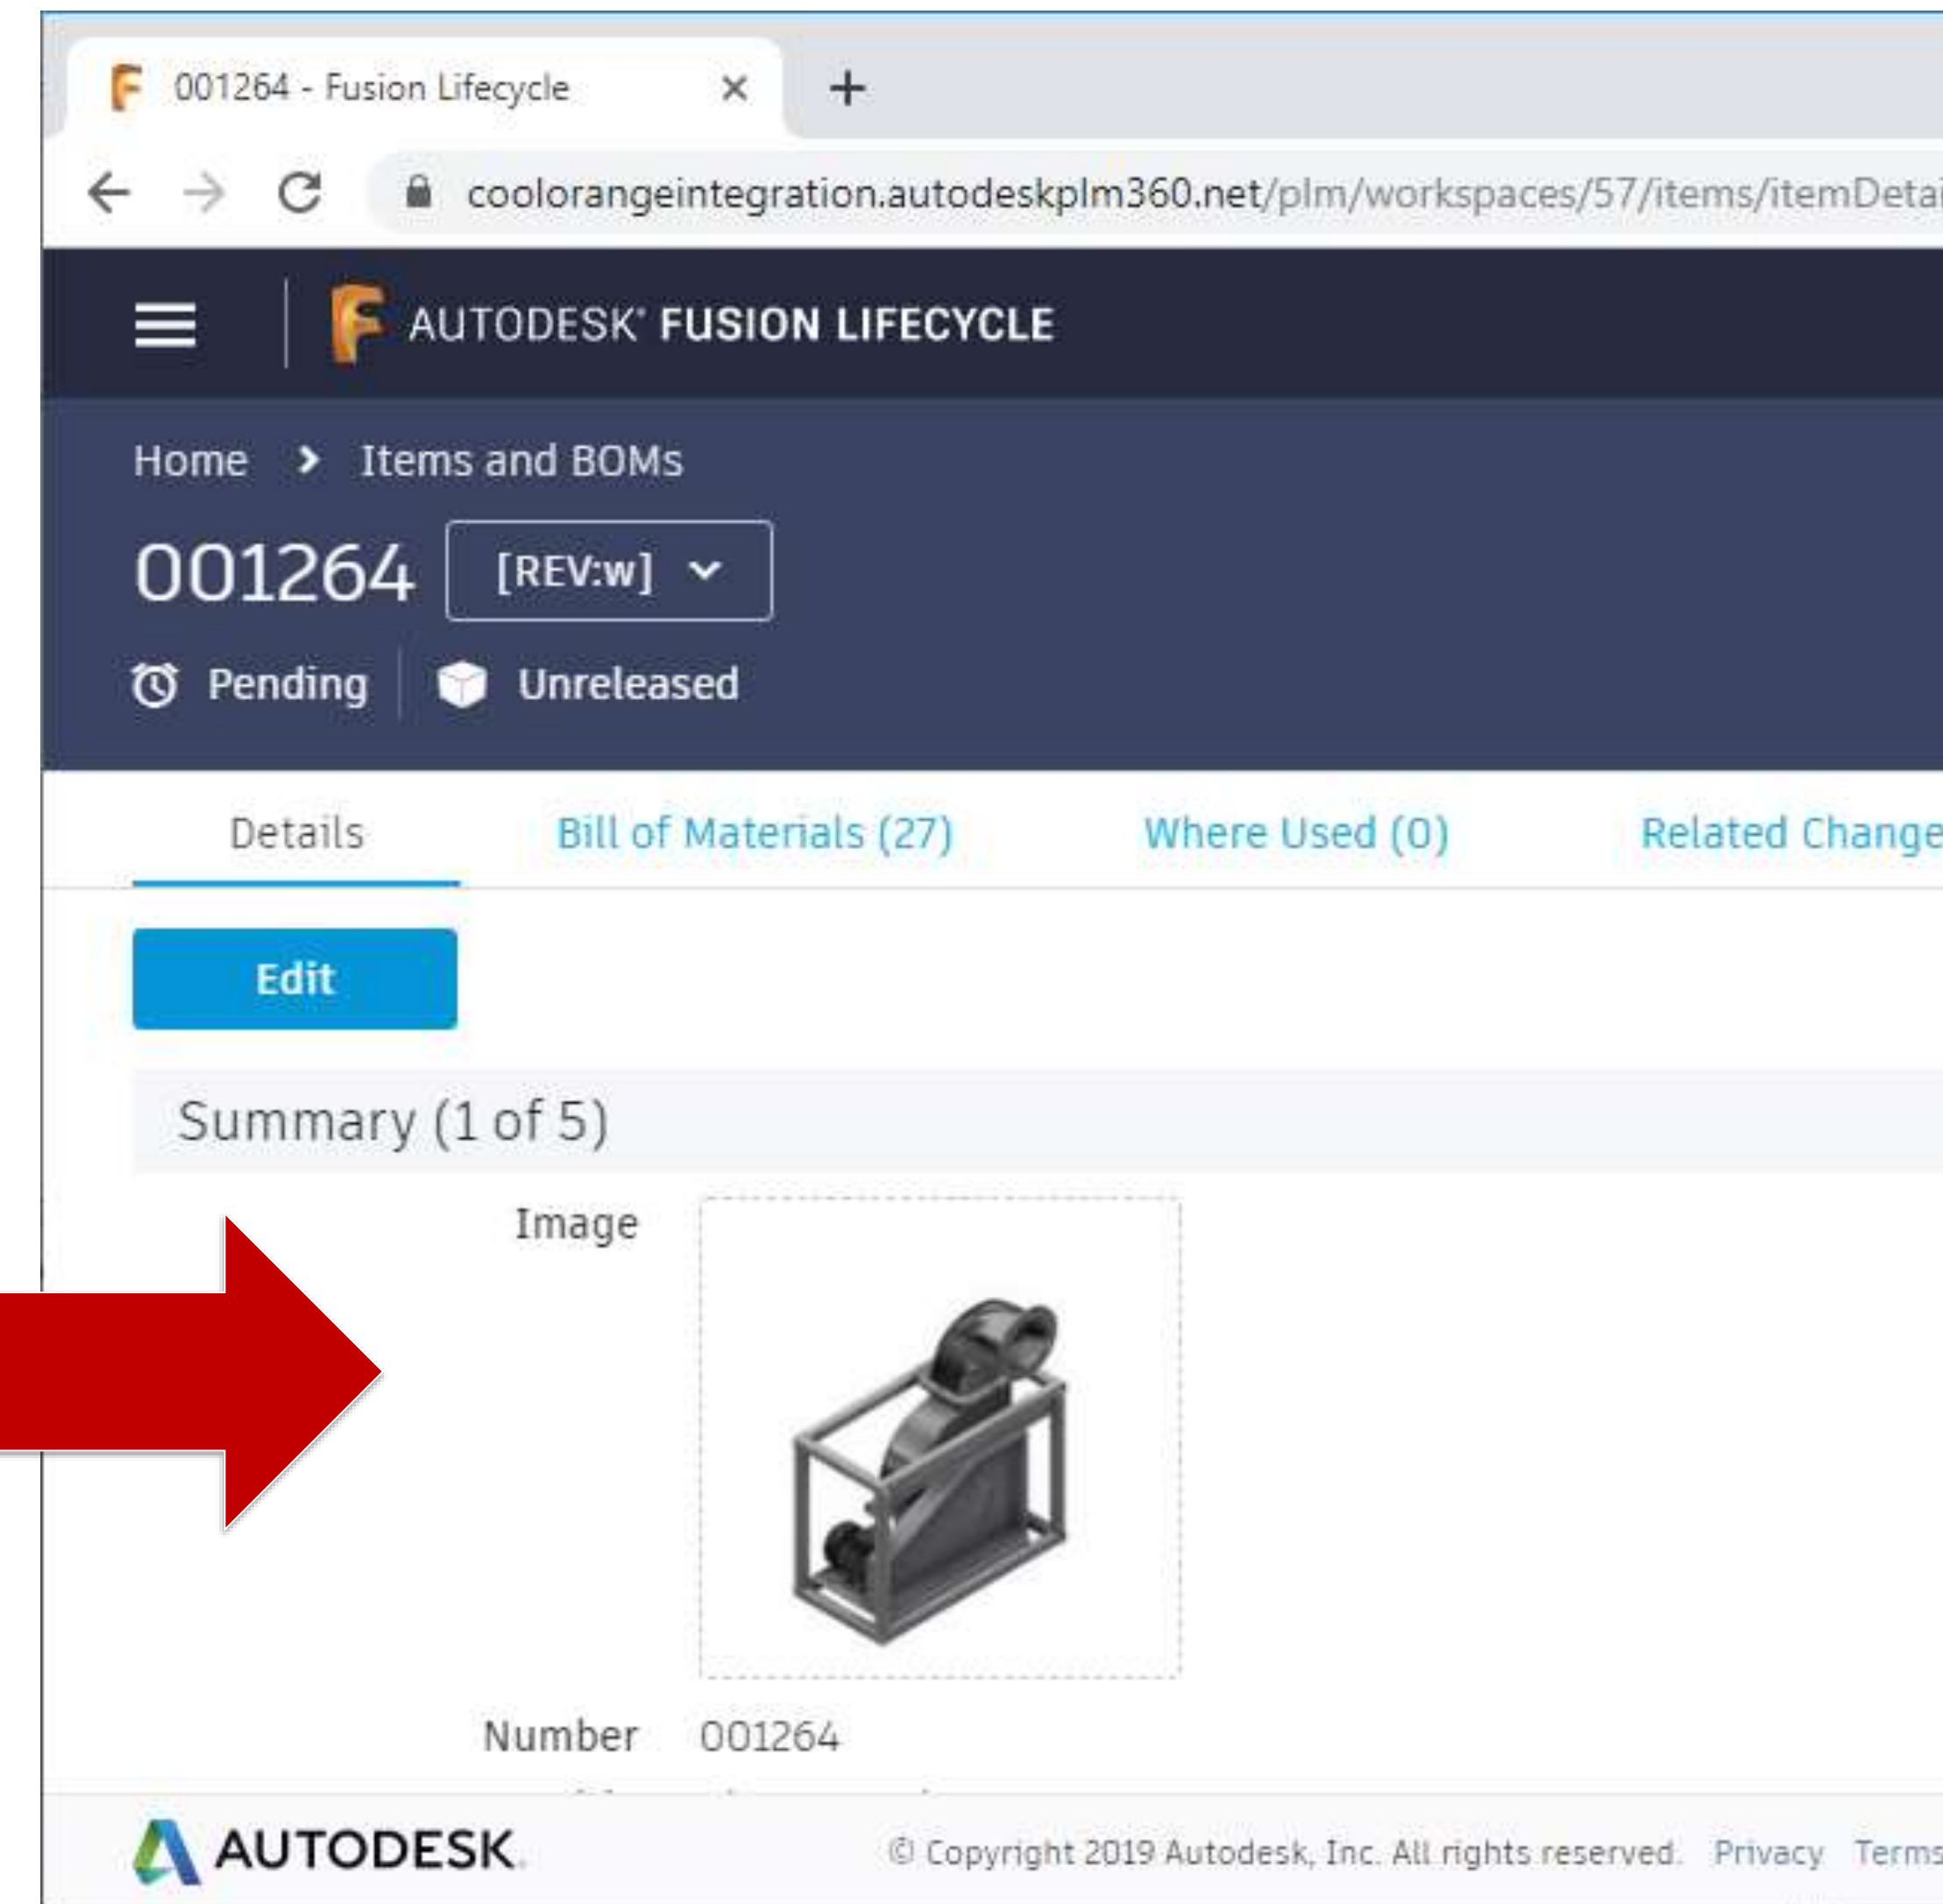 001264 - Fusion Lifecycle
coolorangeintegration.autodeskplm360.net/plm/workspaces/57/items/itemDetai
AUTODESK® FUSION LIFECYCLE
Home > Items and BOMs
001264 [REV:w]
Pending Unreleased
Details Bill of Materials (27) Where Used (0) Related Change
Edit
Summary (1 of 5)
Image
Number 001264
AUTODESK.
© Copyright 2019 Autodesk, Inc. All rights reserved. Privacy Terms